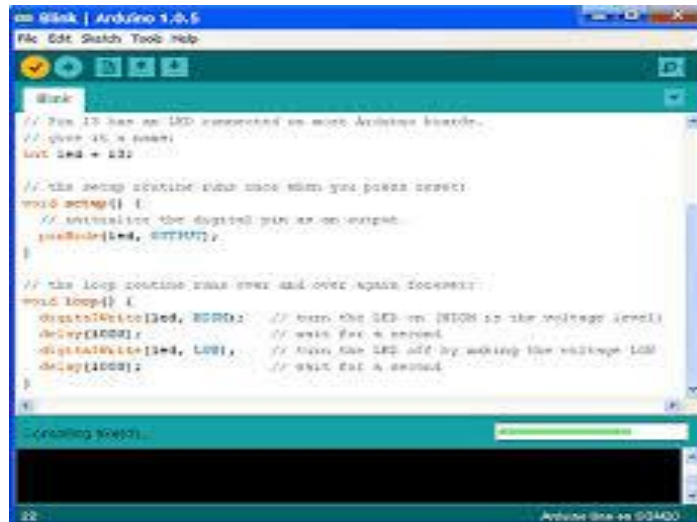 Blink | Arduino 1.0.5
File Edit Sketch Tools Help
Blink
// Pin 13 has an LED connected on most Arduino boards.
// give it a name:
int led = 13;
// the setup routine runs once when you press reset:
void setup() {
// initialize the digital pin as an output.
pinMode(led, OUTPUT);
}
// the loop routine runs over and over again forever:
void loop() {
digitalWrite(led, HIGH); // turn the LED on (HIGH is the voltage level)
delay(1000); // wait for a second
digitalWrite(led, LOW); // turn the LED off by making the voltage LOW
delay(1000); // wait for a second
}
Compiling sketch...
22
Arduino Uno on